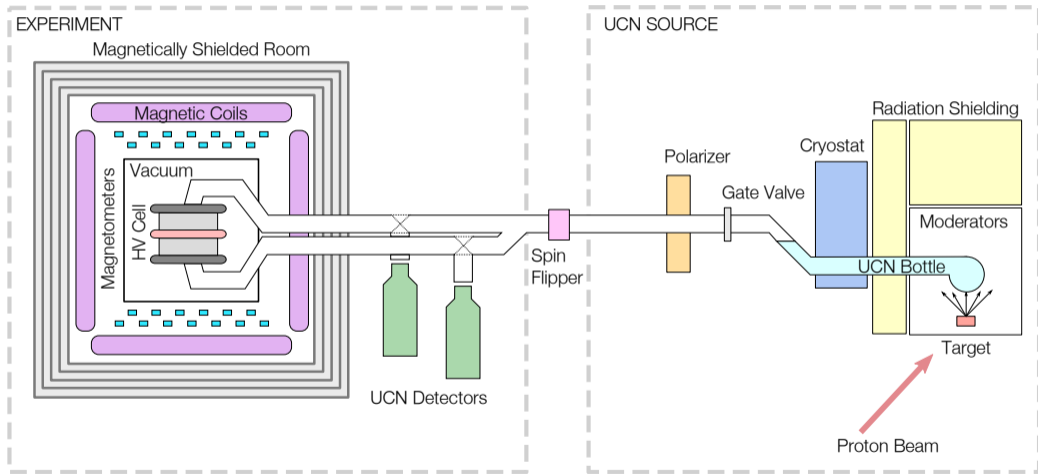 EXPERIMENT
Magnetically Shielded Room
Magnetic Coils
Vacuum
Magnetometers
HV Cell
UCN Detectors
Spin
Flipper
UCN SOURCE
Radiation Shielding
Cryostat
Polarizer
Gate Valve
Moderators
UCN Bottle
Target
Proton Beam